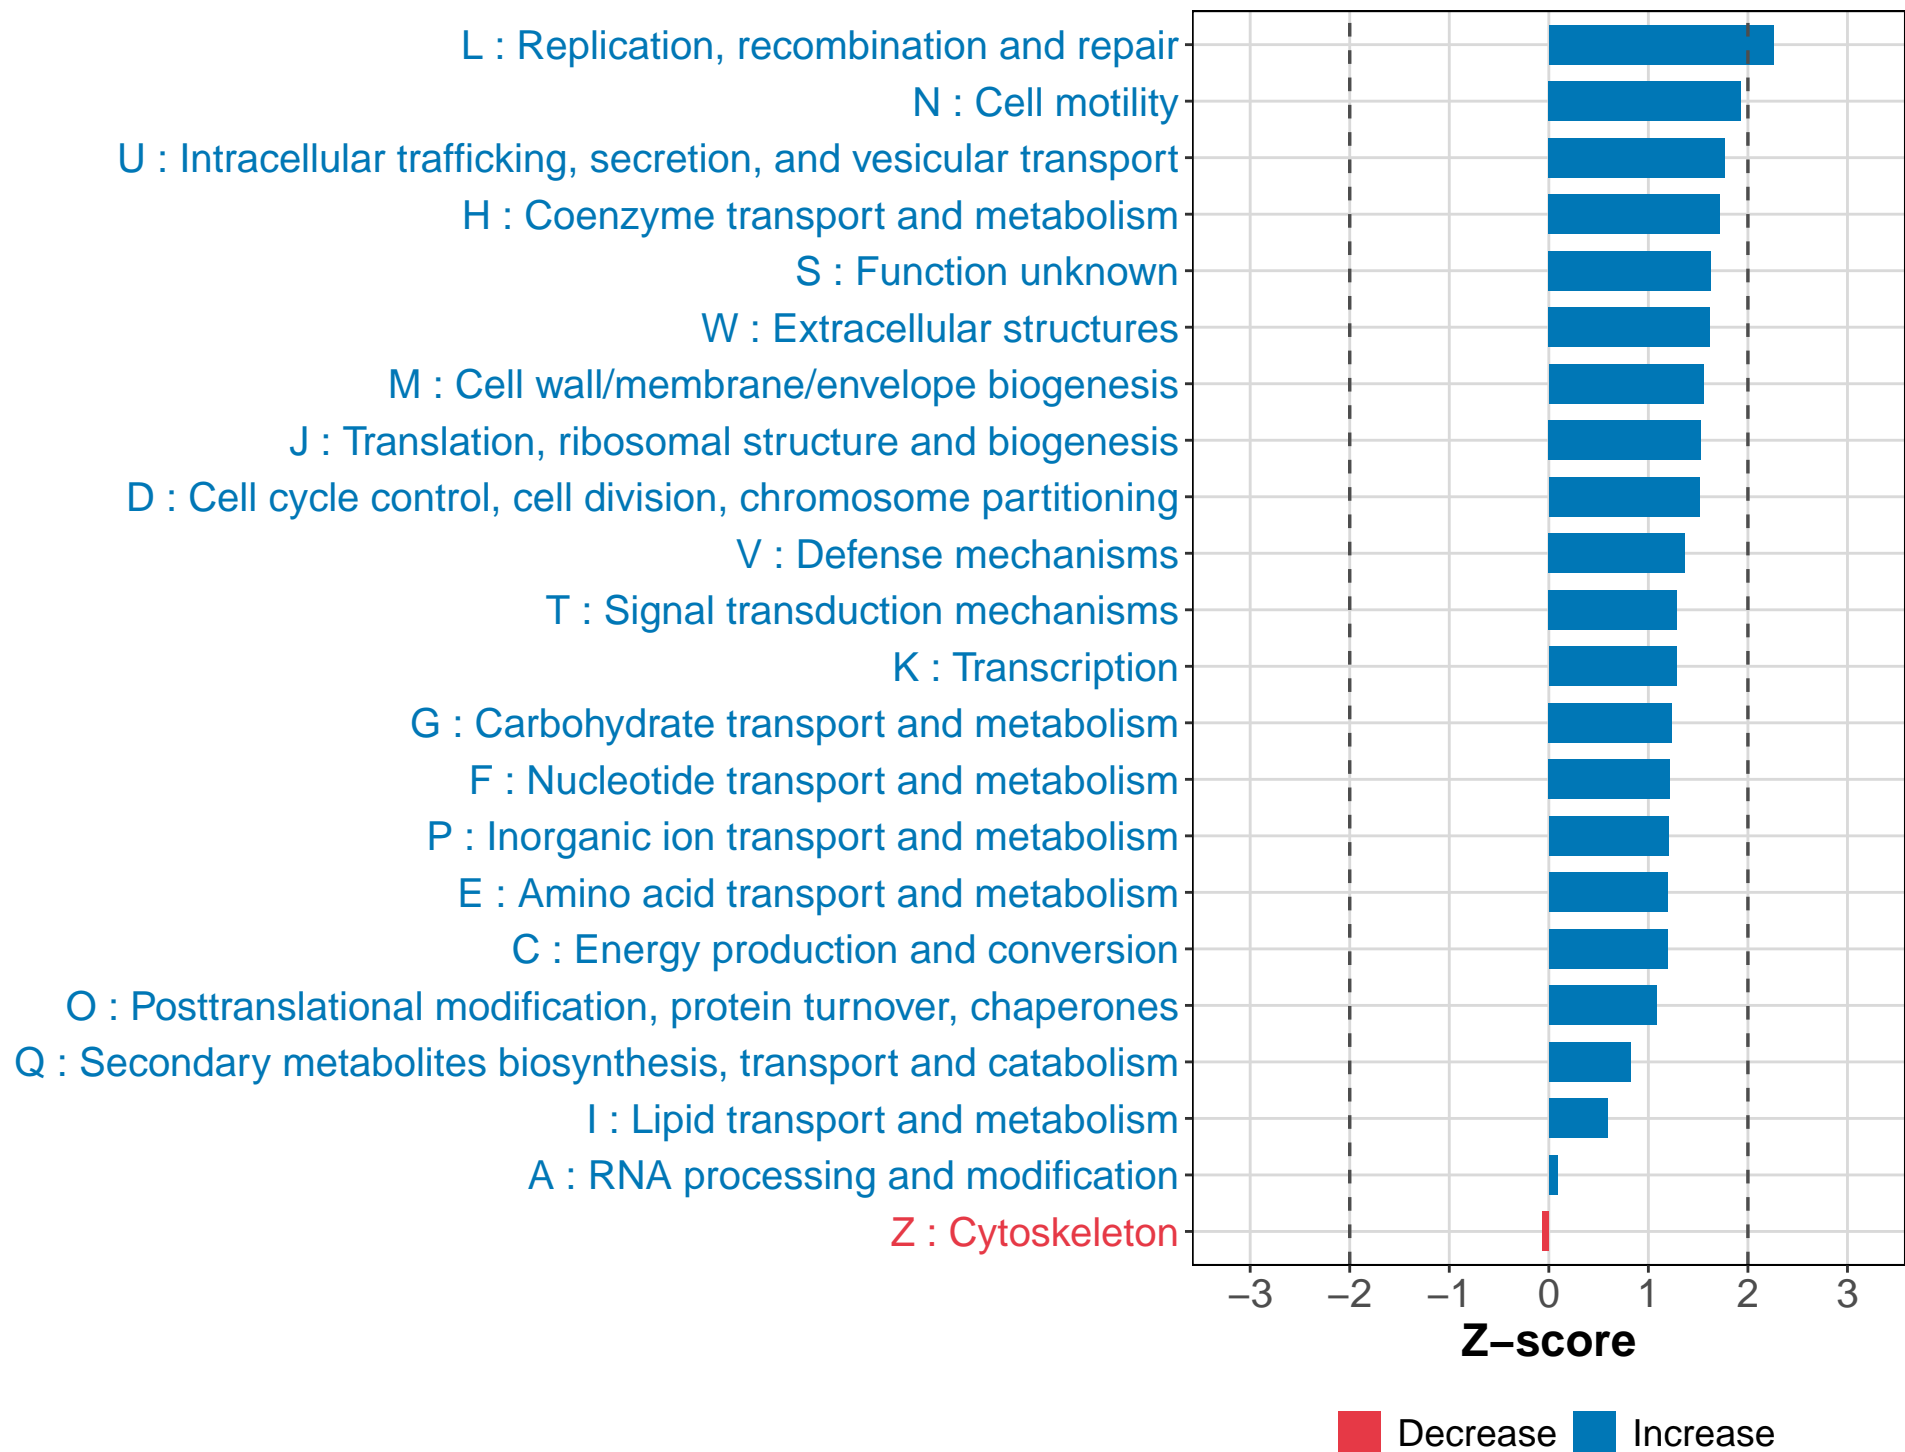 L : Replication, recombination and repair
N : Cell motility
U : Intracellular trafficking, secretion, and vesicular transport
H : Coenzyme transport and metabolism
S : Function unknown
W : Extracellular structures
M : Cell wall/membrane/envelope biogenesis
J : Translation, ribosomal structure and biogenesis
D : Cell cycle control, cell division, chromosome partitioning
V : Defense mechanisms
T : Signal transduction mechanisms
K : Transcription
G : Carbohydrate transport and metabolism
F : Nucleotide transport and metabolism
P : Inorganic ion transport and metabolism
E : Amino acid transport and metabolism
C : Energy production and conversion
O : Posttranslational modification, protein turnover, chaperones
Q : Secondary metabolites biosynthesis, transport and catabolism
I : Lipid transport and metabolism
A : RNA processing and modification
Z : Cytoskeleton
−3 −2 −1 0 1 2 3
Z−score
Decrease Increase